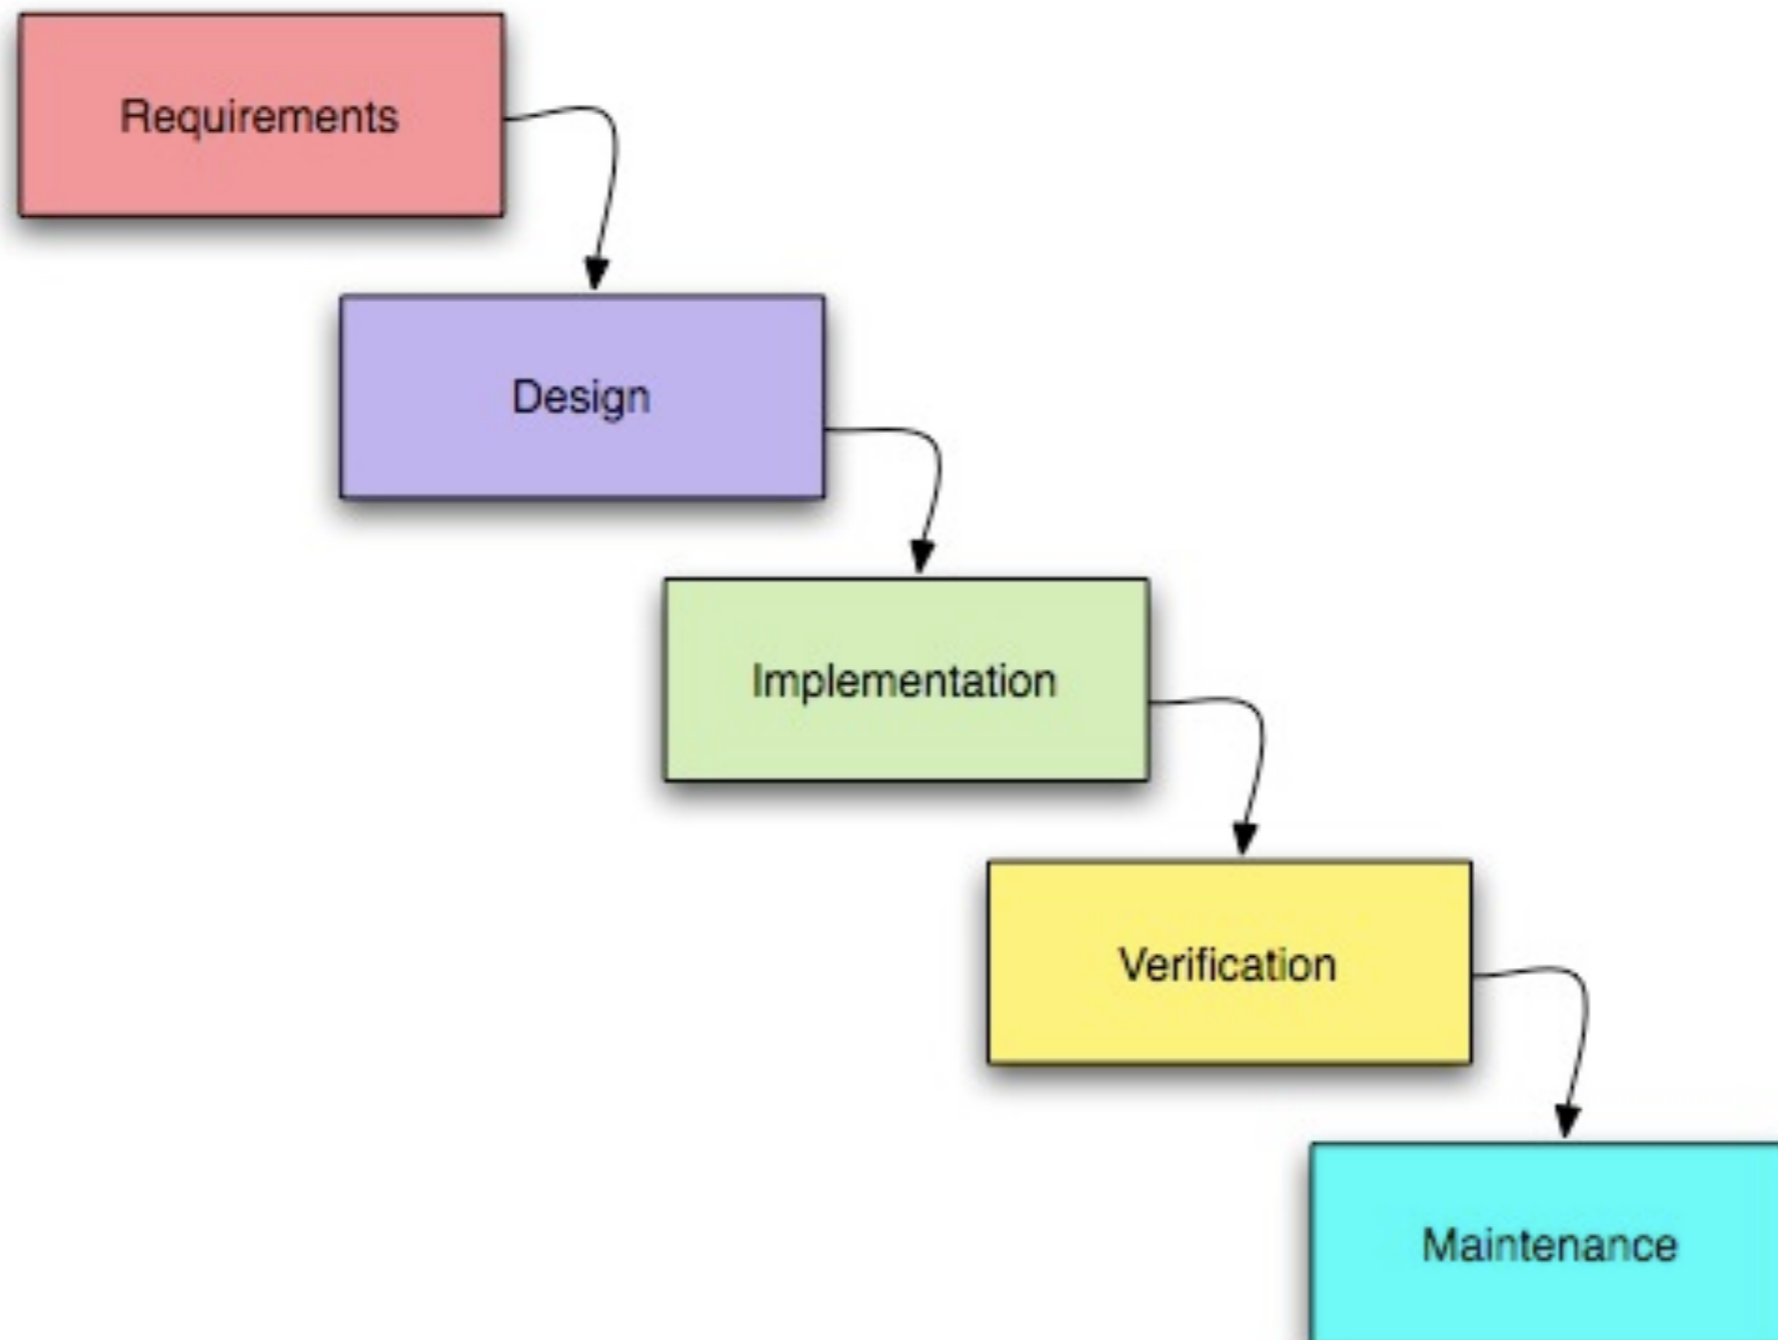 Requirements
Design
Implementation
Verification
Maintenance